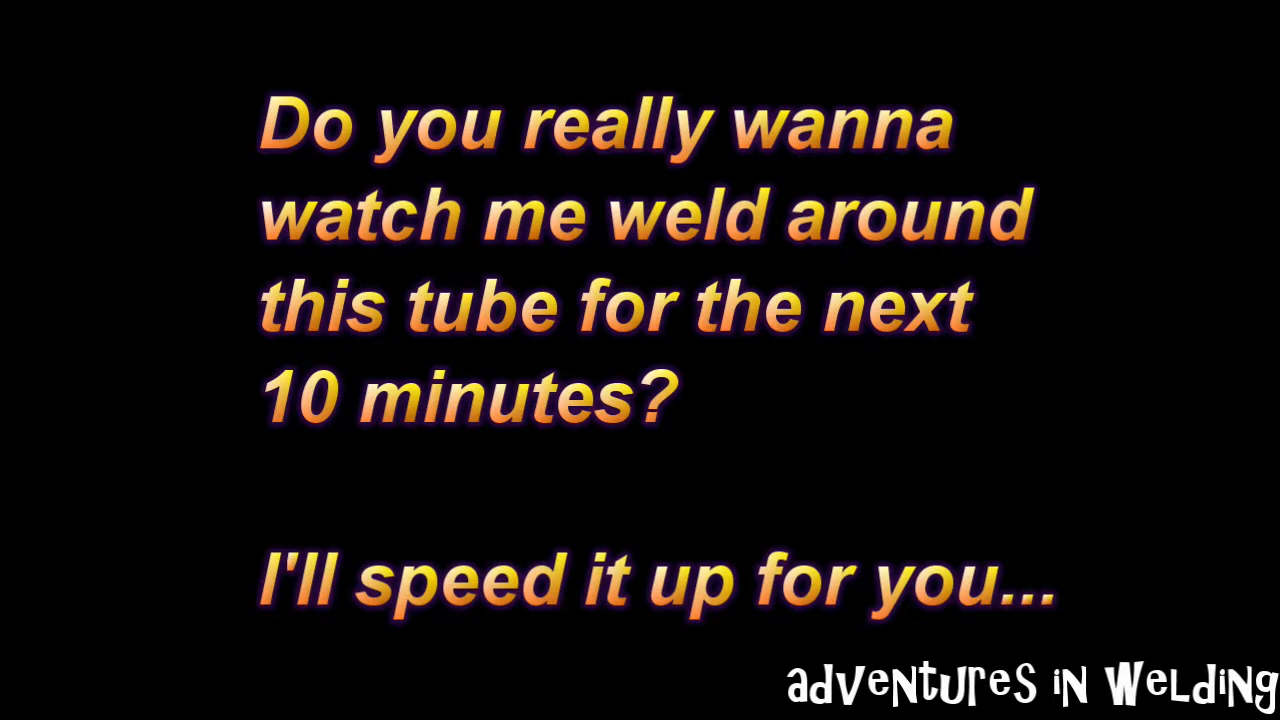 Do you really wanna
watch me weld around
this tube for the next
10 minutes?
I'll speed it up for you...
adventures in Welding